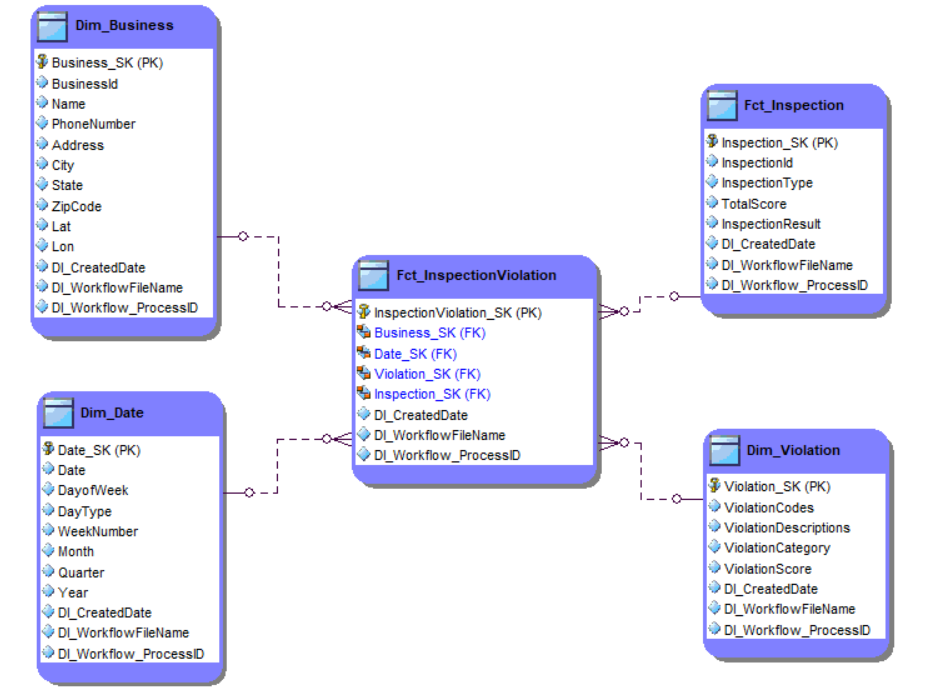 Dim_Business
Business_SK (PK)
BusinessId
Name
PhoneNumber
Address
City
State
ZipCode
Lat
Lon
DI_CreatedDate
DI_WorkflowFileName
DI_Workflow_ProcessID
Fct_Inspection
Inspection_SK (PK)
InspectionId
InspectionType
TotalScore
InspectionResult
DI_CreatedDate
DI_WorkflowFileName
DI_Workflow_ProcessID
Fct_InspectionViolation
InspectionViolation_SK (PK)
Business_SK (FK)
Date_SK (FK)
Violation_SK (FK)
Inspection_SK (FK)
DI_CreatedDate
DI_WorkflowFileName
DI_Workflow_ProcessID
Dim_Date
Date_SK (PK)
Date
DayofWeek
DayType
WeekNumber
Month
Quarter
Year
DI_CreatedDate
DI_WorkflowFileName
DI_Workflow_ProcessID
Dim_Violation
Violation_SK (PK)
ViolationCodes
ViolationDescriptions
ViolationCategory
ViolationScore
DI_CreatedDate
DI_WorkflowFileName
DI_Workflow_ProcessID